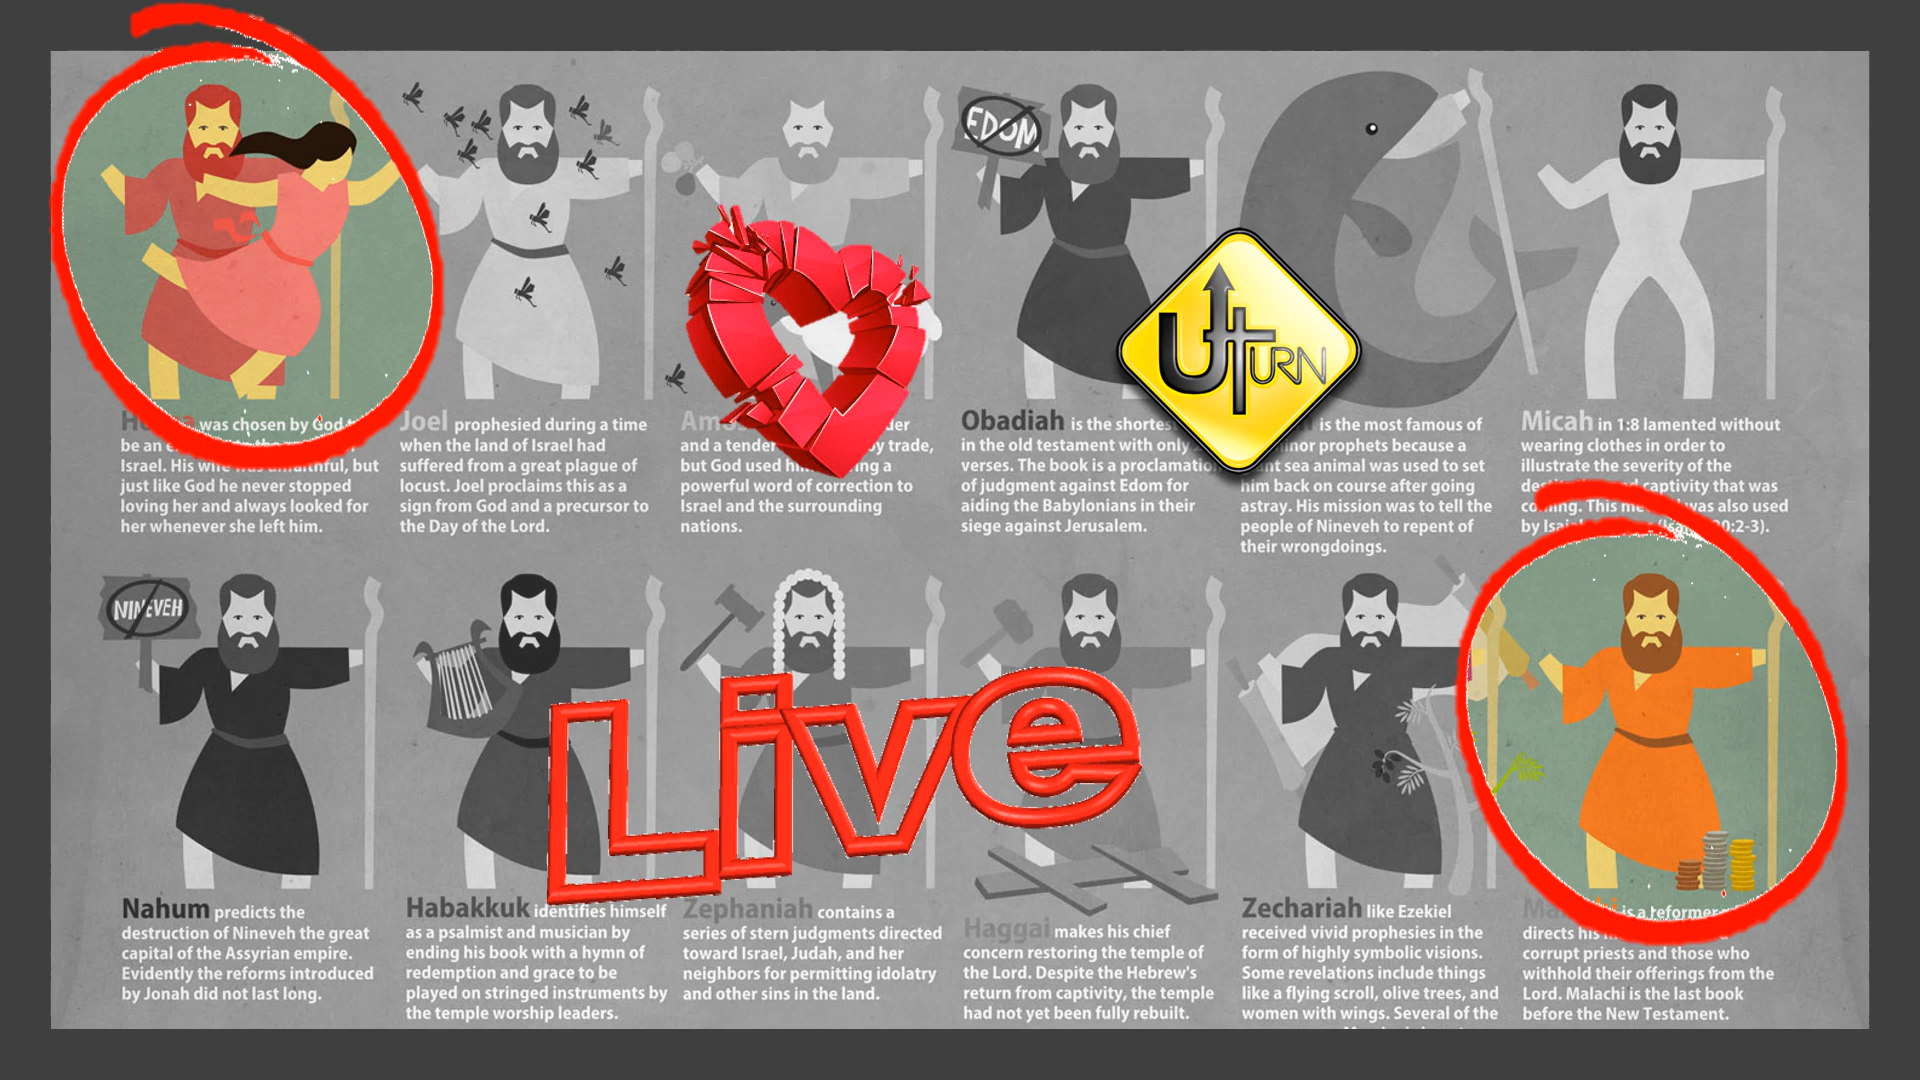 EDOM
was chosen by God
be an
Israel. His wife was unfaithful, but
just like God he never stopped
loving her and always looked for
her whenever she left him.
Joel prophesied during a time
when the land of Israel had
suffered from a great plague of
locust. Joel proclaims this as a
sign from God and a precursor to
the Day of the Lord.
and a tender by trade,
but God used
powerful word of correction to
Israel and the surrounding
nations.
Obadiah is the shortest
in the old testament with only
verses. The book is a proclamation
of judgment against Edom for
aiding the Babylonians in their
siege against Jerusalem.
U Turn
is the most famous of
minor prophets because a
sea animal was used to set
him back on course after going
astray. His mission was to tell the
people of Nineveh to repent of
their wrongdoings.
Micah in 1:8 lamented without
wearing clothes in order to
illustrate the severity of the
captivity that was
coming. This was also used
by
NINEVEH
Nahum predicts the
destruction of Nineveh the great
capital of the Assyrian empire.
Evidently the reforms introduced
by Jonah did not last long.
Live
Habakkuk identifies himself
as a psalmist and musician by
ending his book with a hymn of
redemption and grace to be
played on stringed instruments by
the temple worship leaders.
Zephaniah contains a
series of stern judgments directed
toward Israel, Judah, and her
neighbors for permitting idolatry
and other sins in the land.
Haggai makes his chief
concern restoring the temple of
the Lord. Despite the Hebrew's
return from captivity, the temple
had not yet been fully rebuilt.
Zechariah like Ezekiel
received vivid prophesies in the
form of highly symbolic visions.
Some revelations include things
like a flying scroll, olive trees, and
women with wings. Several of the
is a reformer
directs his
corrupt priests and those who
withhold their offerings from the
Lord. Malachi is the last book
before the New Testament.